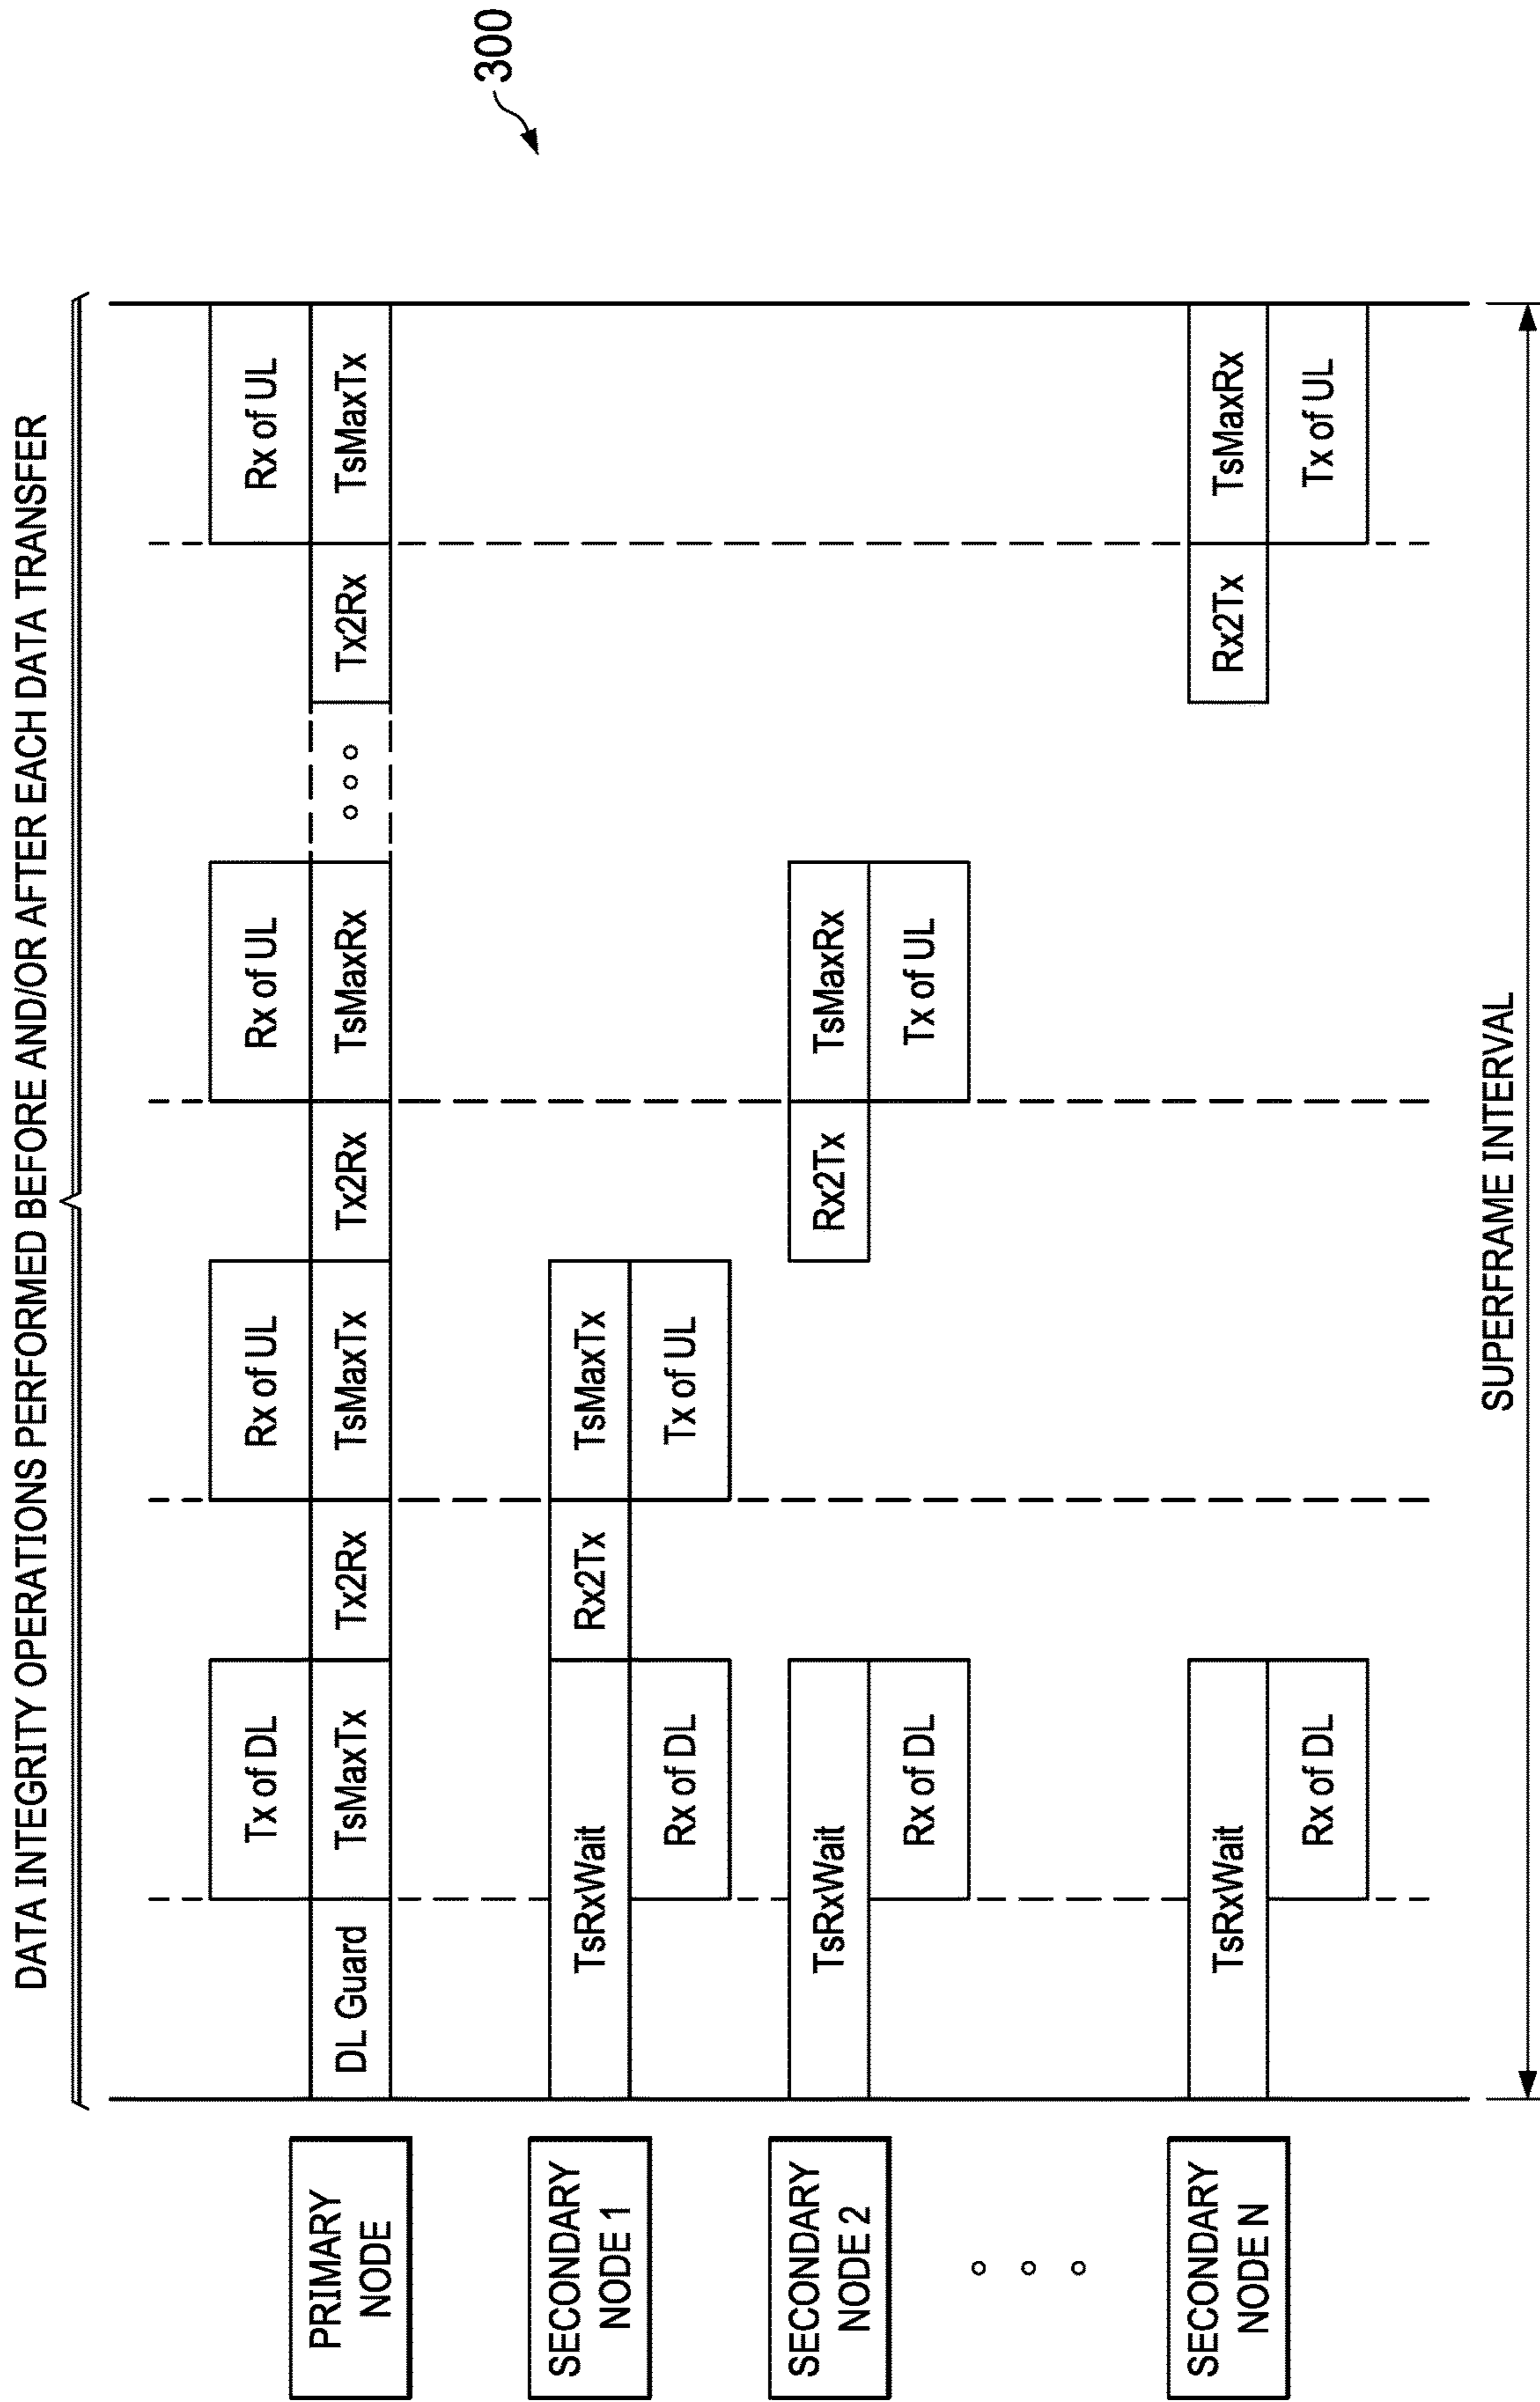 DATA INTEGRITY OPERATIONS PERFORMED BEFORE AND/OR AFTER EACH DATA TRANSFER
300
Tx of DL
Rx of UL
Rx of UL
Rx of UL
PRIMARY
NODE
DL Guard
TsMaxTx
Tx2Rx
TsMaxTx
Tx2Rx
TsMaxRx
Tx2Rx
TsMaxTx
SECONDARY
NODE 1
TsRxWait
Rx2Tx
TsMaxTx
Rx of DL
Tx of UL
SECONDARY
NODE 2
TsRxWait
Rx2Tx
TsMaxRx
Rx of DL
Tx of UL
SECONDARY
NODE N
TsRxWait
Rx2Tx
TsMaxRx
Rx of DL
Tx of UL
SUPERFRAME INTERVAL